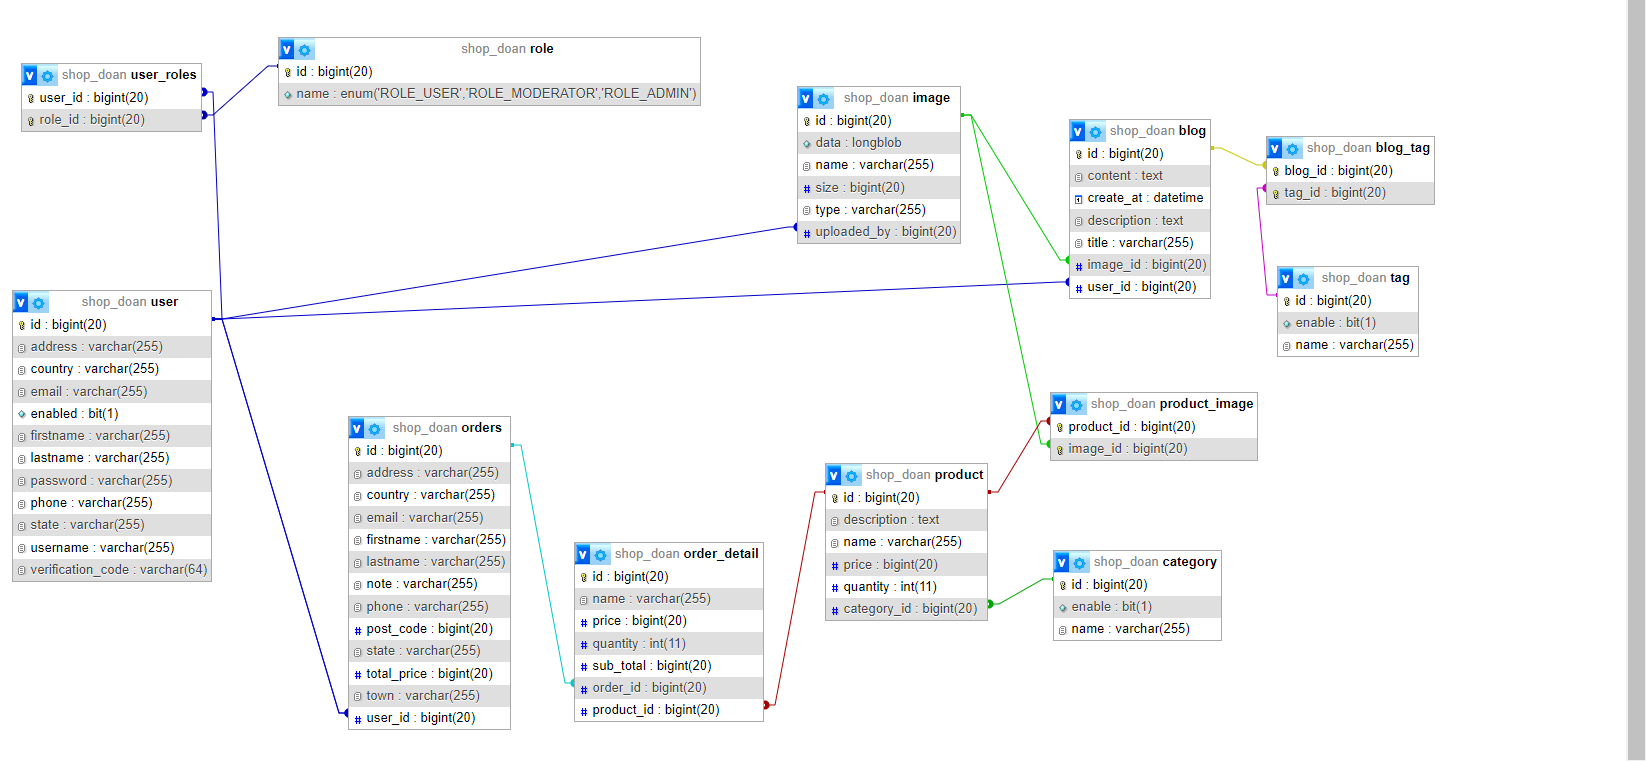 shop_doan user_roles
user_id : bigint(20)
role_id : bigint(20)
shop_doan role
id : bigint(20)
name : enum('ROLE_USER','ROLE_MODERATOR','ROLE_ADMIN')
shop_doan image
id : bigint(20)
data : longblob
name : varchar(255)
size : bigint(20)
type : varchar(255)
uploaded_by : bigint(20)
shop_doan blog
id : bigint(20)
content : text
create_at : datetime
description : text
title : varchar(255)
image_id : bigint(20)
user_id : bigint(20)
shop_doan blog_tag
blog_id : bigint(20)
tag_id : bigint(20)
shop_doan tag
id : bigint(20)
enable : bit(1)
name : varchar(255)
shop_doan user
id : bigint(20)
address : varchar(255)
country : varchar(255)
email : varchar(255)
enabled : bit(1)
firstname : varchar(255)
lastname : varchar(255)
password : varchar(255)
phone : varchar(255)
state : varchar(255)
username : varchar(255)
verification_code : varchar(64)
shop_doan orders
id : bigint(20)
address : varchar(255)
country : varchar(255)
email : varchar(255)
firstname : varchar(255)
lastname : varchar(255)
note : varchar(255)
phone : varchar(255)
post_code : bigint(20)
state : varchar(255)
total_price : bigint(20)
town : varchar(255)
user_id : bigint(20)
shop_doan order_detail
id : bigint(20)
name : varchar(255)
price : bigint(20)
quantity : int(11)
sub_total : bigint(20)
order_id : bigint(20)
product_id : bigint(20)
shop_doan product
id : bigint(20)
description : text
name : varchar(255)
price : bigint(20)
quantity : int(11)
category_id : bigint(20)
shop_doan product_image
product_id : bigint(20)
image_id : bigint(20)
shop_doan category
id : bigint(20)
enable : bit(1)
name : varchar(255)